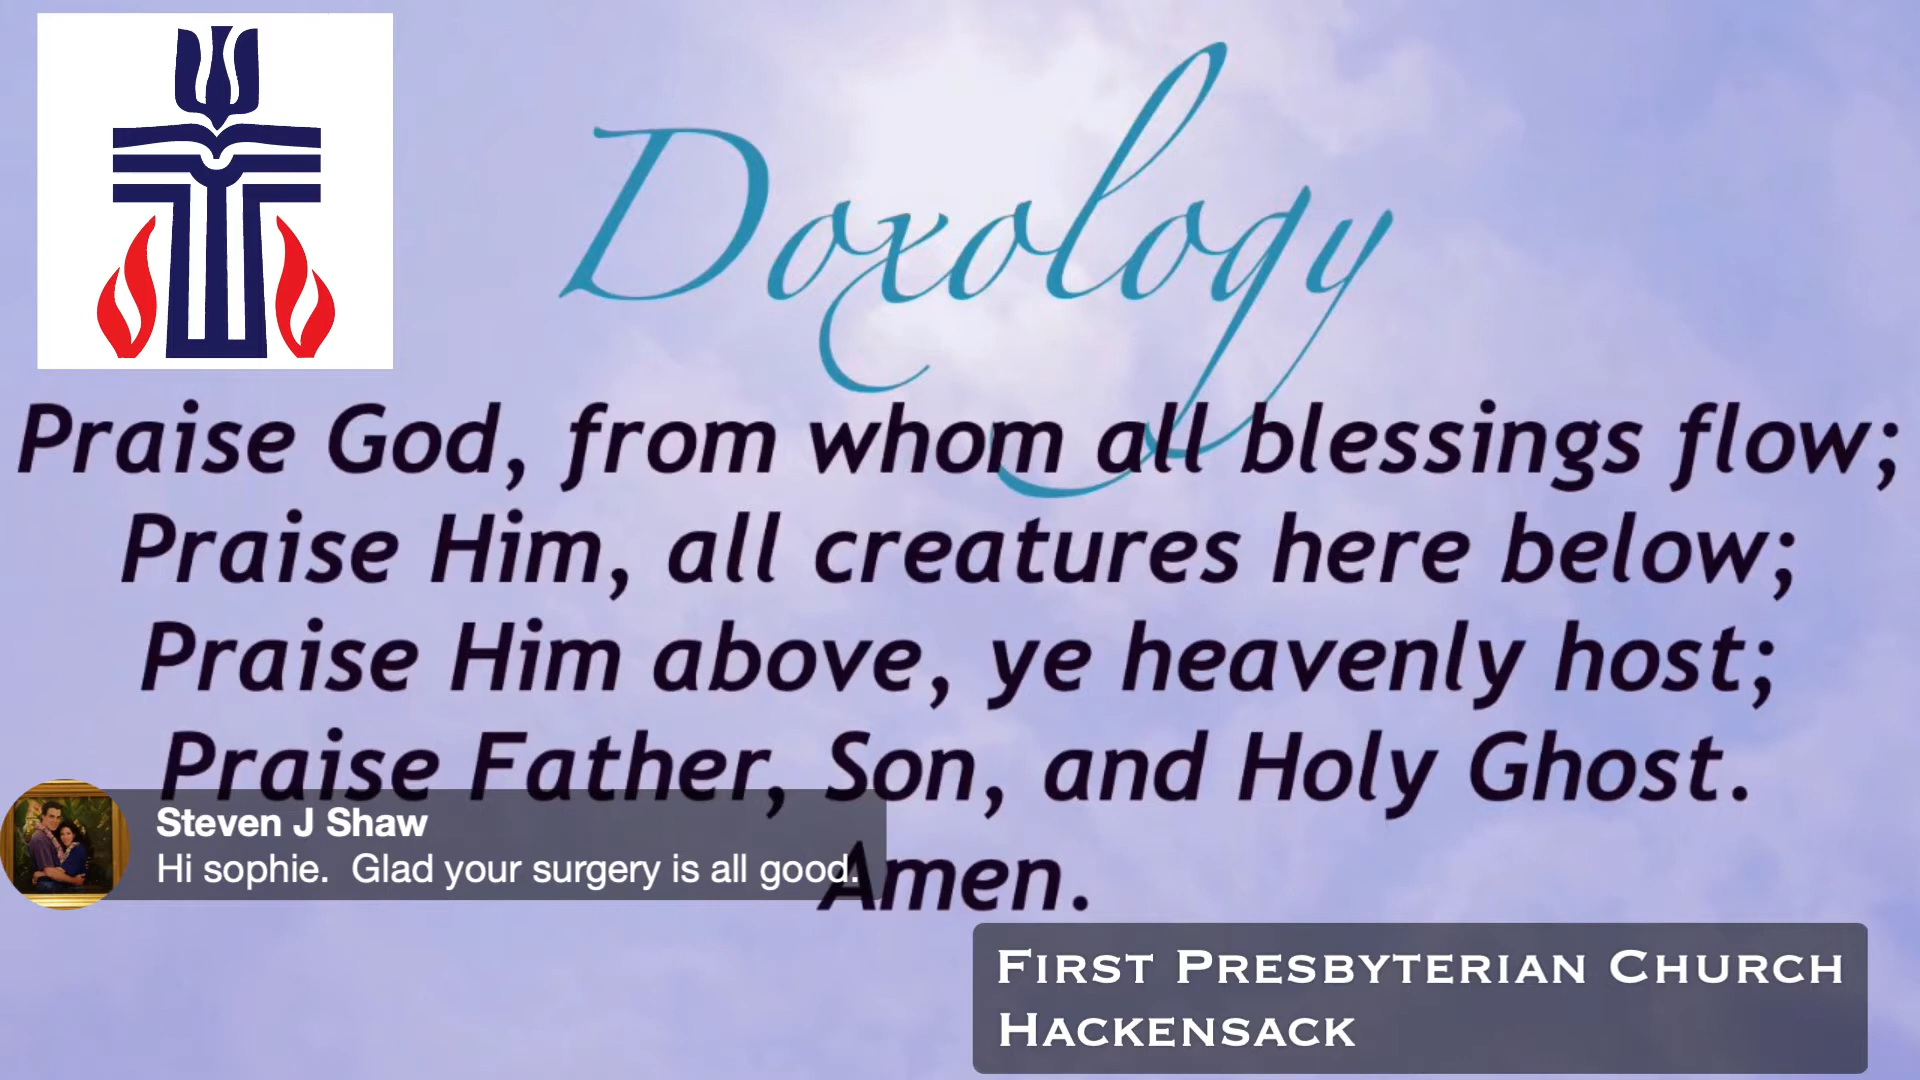 Doxology
Praise God, from whom all blessings flow;
Praise Him, all creatures here below;
Praise Him above, ye heavenly host;
Praise Father, Son, and Holy Ghost.
Amen.
Steven J Shaw
Hi sophie.  Glad your surgery is all good.
First Presbyterian Church
Hackensack